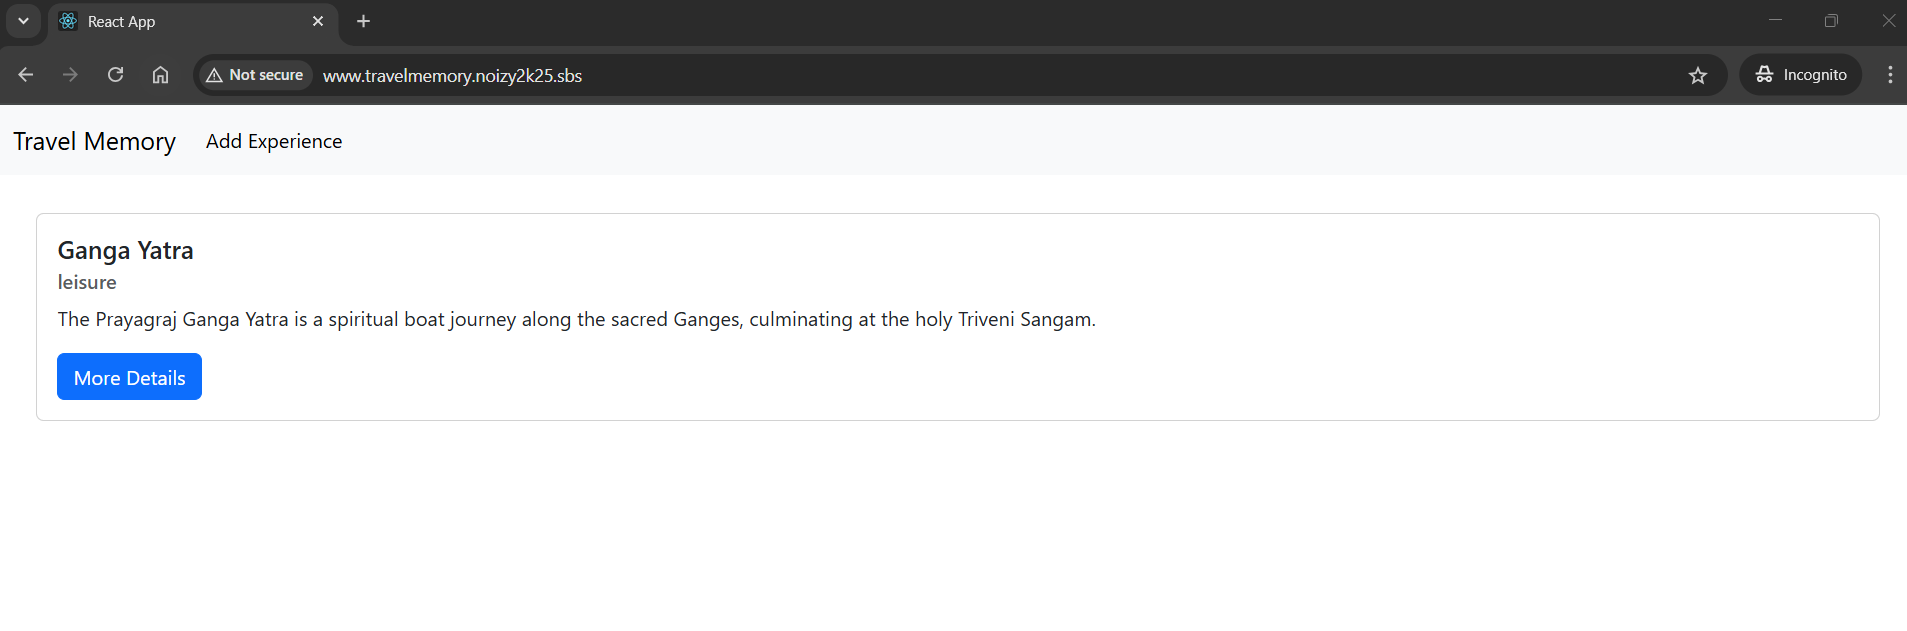 React App
Not secure www.travelmemory.noizy2k25.sbs Incognito
Travel Memory Add Experience
Ganga Yatra
leisure
The Prayagraj Ganga Yatra is a spiritual boat journey along the sacred Ganges, culminating at the holy Triveni Sangam.
More Details